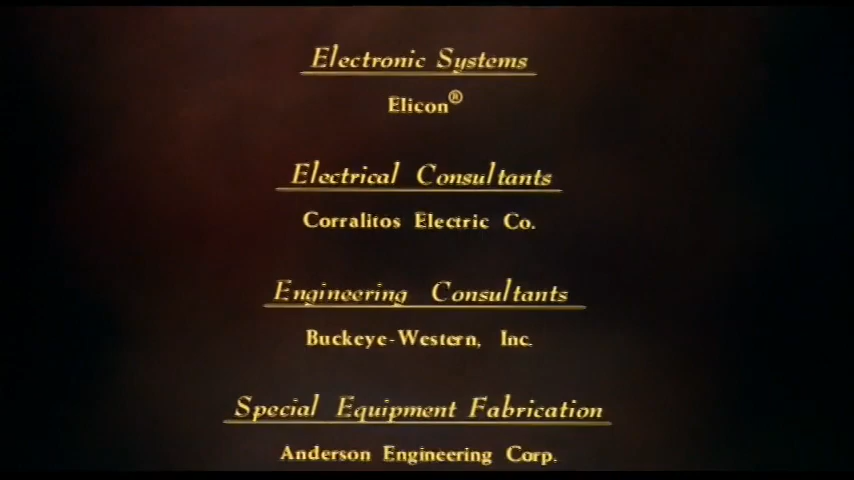 Electronic Systems
Elicon®
Electrical Consultants
Corralitos Electric Co.
Engineering Consultants
Buckeye-Western, Inc.
Special Equipment Fabrication
Anderson Engineering Corp.